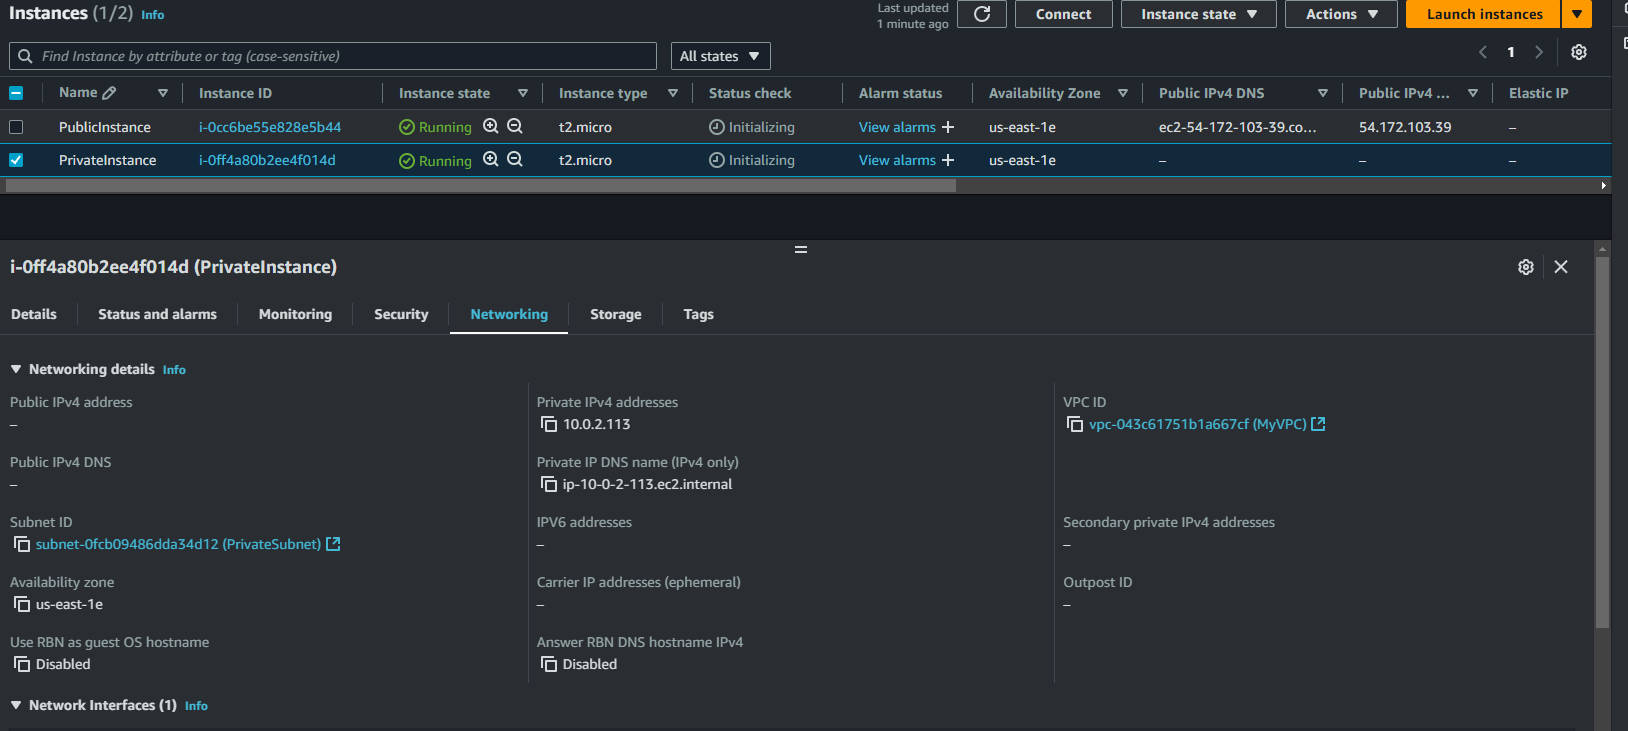 Instances (1/2) Info
Last updated
1 minute ago
Connect
Instance state
Actions
Launch instances
Find Instance by attribute or tag (case-sensitive)
All states
1
Name Instance ID Instance state Instance type Status check Alarm status Availability Zone Public IPv4 DNS Public IPv4 ... Elastic IP
PublicInstance i-0cc6be55e828e5b44 Running t2.micro Initializing View alarms + us-east-1e ec2-54-172-103-39.co... 54.172.103.39 –
PrivateInstance i-0ff4a80b2ee4f014d Running t2.micro Initializing View alarms + us-east-1e – – –
i-0ff4a80b2ee4f014d (PrivateInstance)
Details Status and alarms Monitoring Security Networking Storage Tags
Networking details Info
Public IPv4 address
–
Private IPv4 addresses
10.0.2.113
VPC ID
vpc-043c61751b1a667cf (MyVPC)
Public IPv4 DNS
–
Private IP DNS name (IPv4 only)
ip-10-0-2-113.ec2.internal
Subnet ID
subnet-0fcb09486dda34d12 (PrivateSubnet)
IPV6 addresses
–
Secondary private IPv4 addresses
–
Availability zone
us-east-1e
Carrier IP addresses (ephemeral)
–
Outpost ID
–
Use RBN as guest OS hostname
Disabled
Answer RBN DNS hostname IPv4
Disabled
Network Interfaces (1) Info